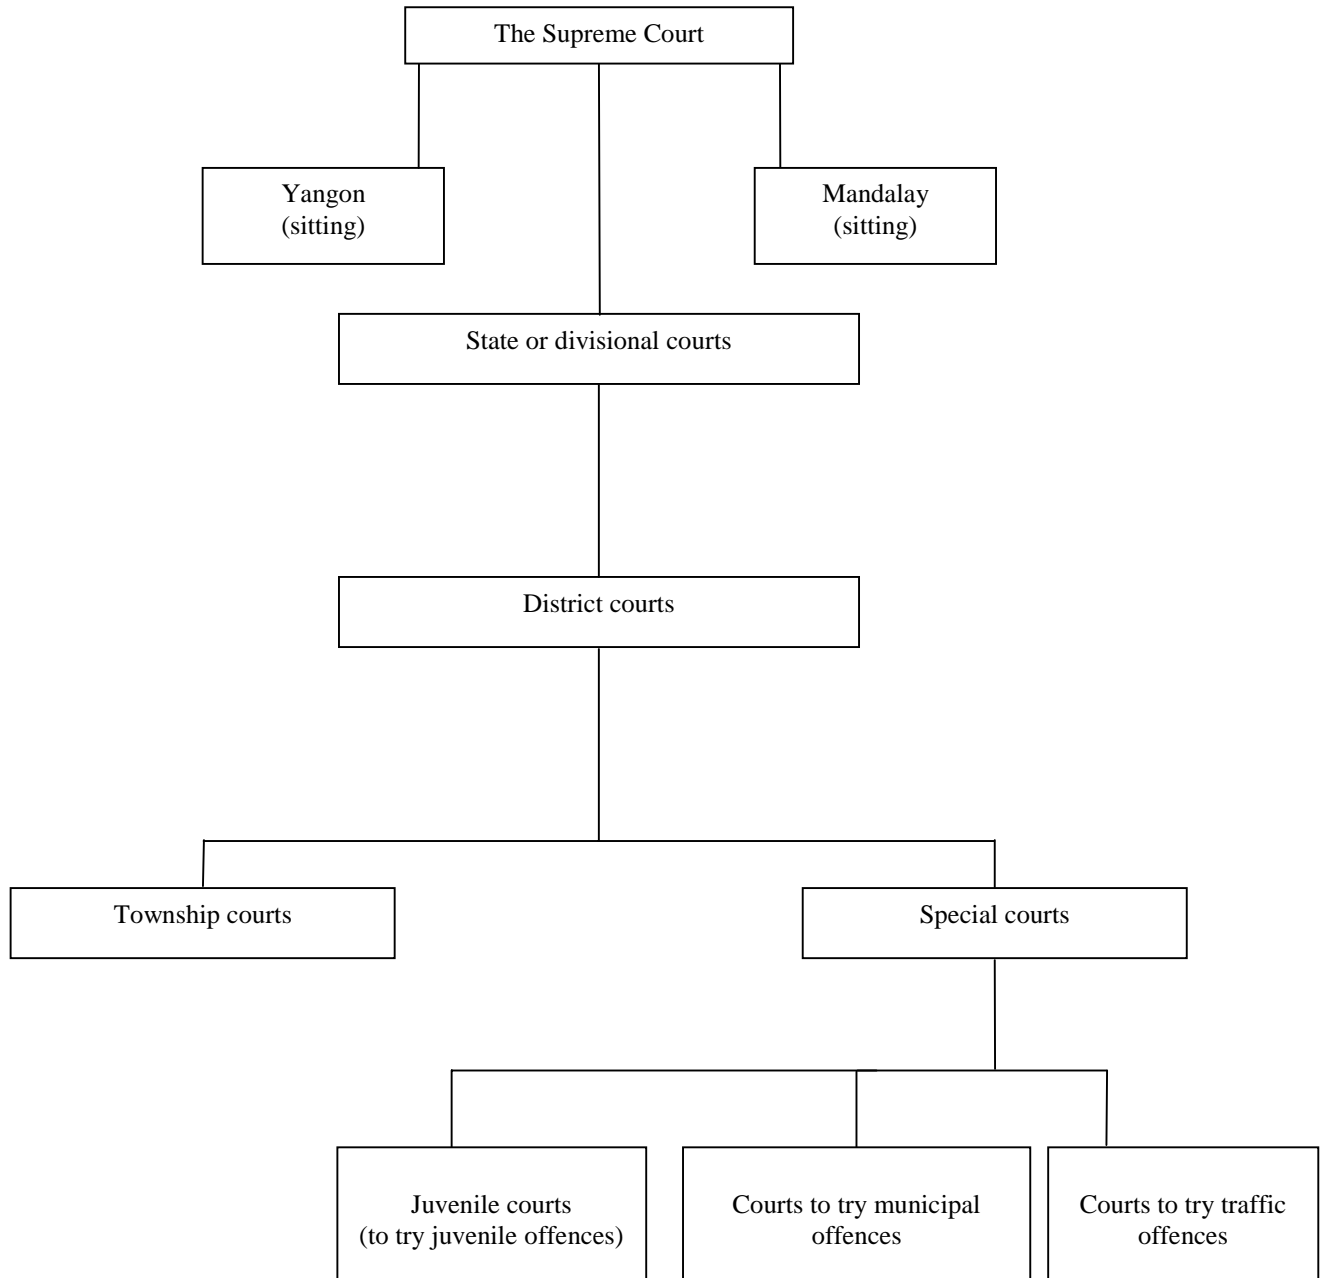 The Supreme Court
Yangon
(sitting)
Mandalay
(sitting)
State or divisional courts
District courts
Township courts
Special courts
Juvenile courts
(to try juvenile offences)
Courts to try municipal
offences
Courts to try traffic
offences